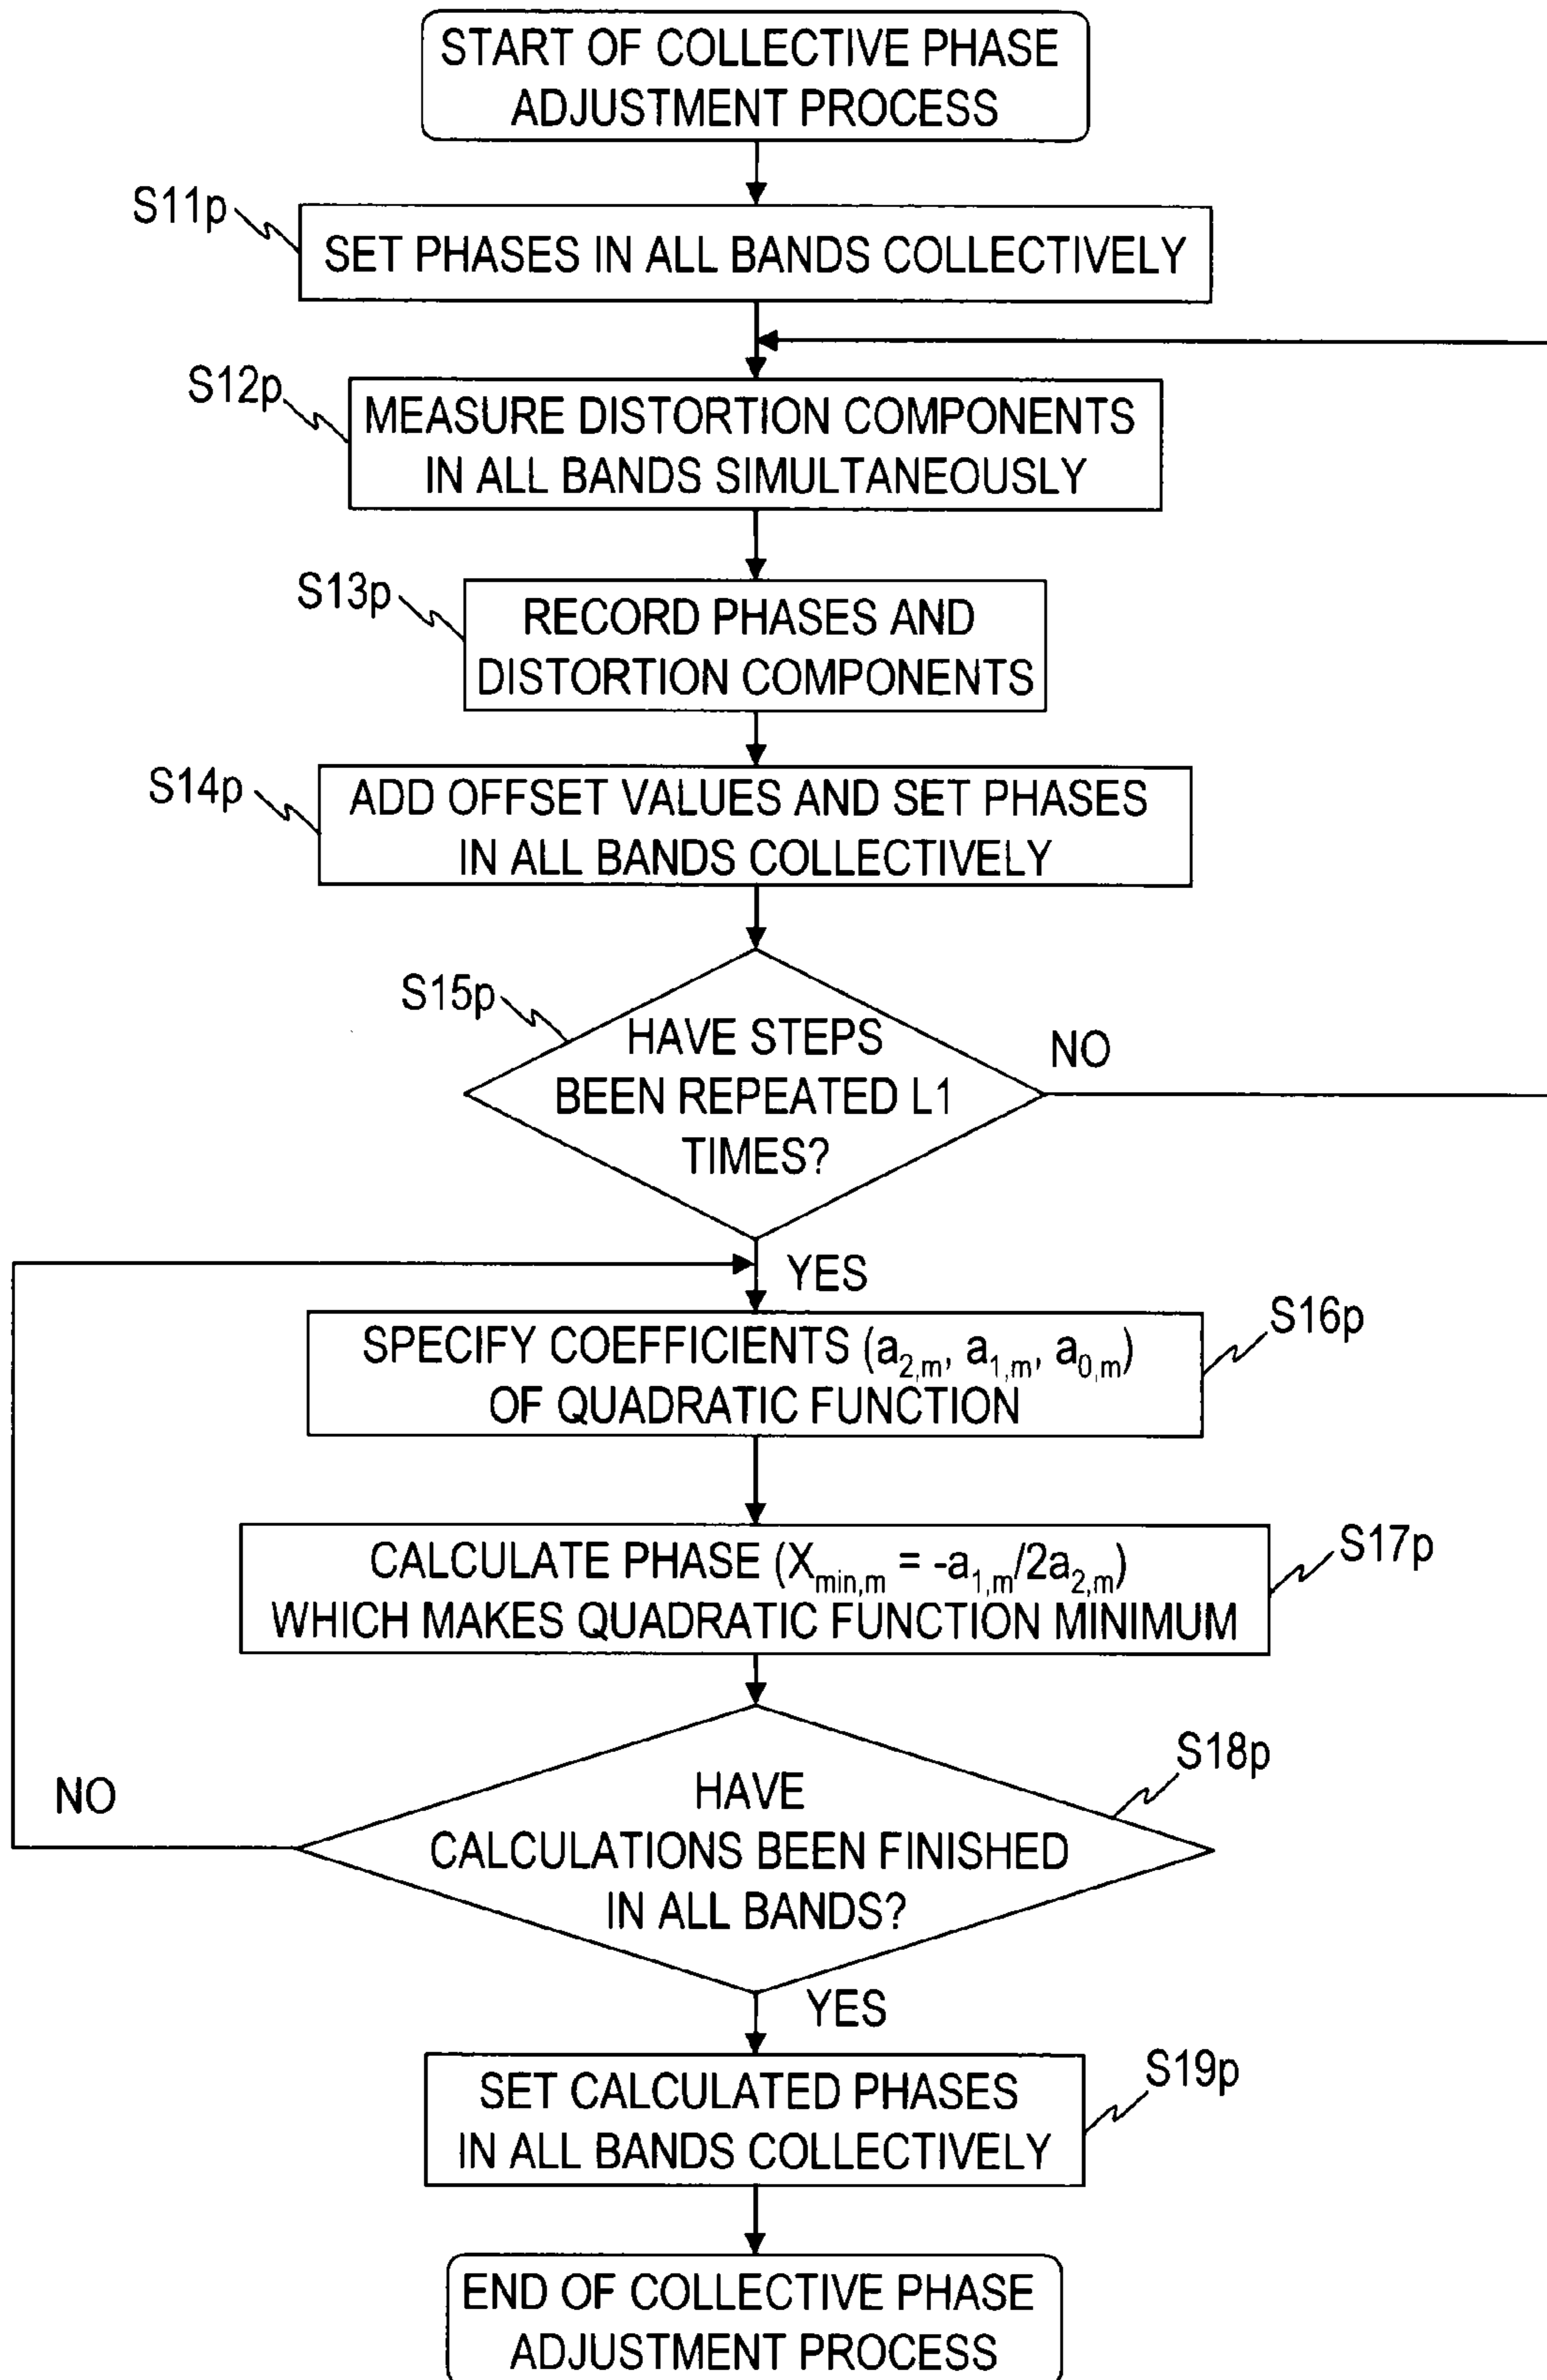 START OF COLLECTIVE PHASE
ADJUSTMENT PROCESS
S11p
SET PHASES IN ALL BANDS COLLECTIVELY
S12p
MEASURE DISTORTION COMPONENTS
IN ALL BANDS SIMULTANEOUSLY
S13p
RECORD PHASES AND
DISTORTION COMPONENTS
S14p
ADD OFFSET VALUES AND SET PHASES
IN ALL BANDS COLLECTIVELY
S15p
HAVE STEPS
BEEN REPEATED L1
TIMES?
NO
YES
S16p
SPECIFY COEFFICIENTS (a2,m, a1,m, a0,m)
OF QUADRATIC FUNCTION
S17p
CALCULATE PHASE (Xmin,m = -a1,m/2a2,m)
WHICH MAKES QUADRATIC FUNCTION MINIMUM
S18p
HAVE
CALCULATIONS BEEN FINISHED
IN ALL BANDS?
NO
YES
S19p
SET CALCULATED PHASES
IN ALL BANDS COLLECTIVELY
END OF COLLECTIVE PHASE
ADJUSTMENT PROCESS